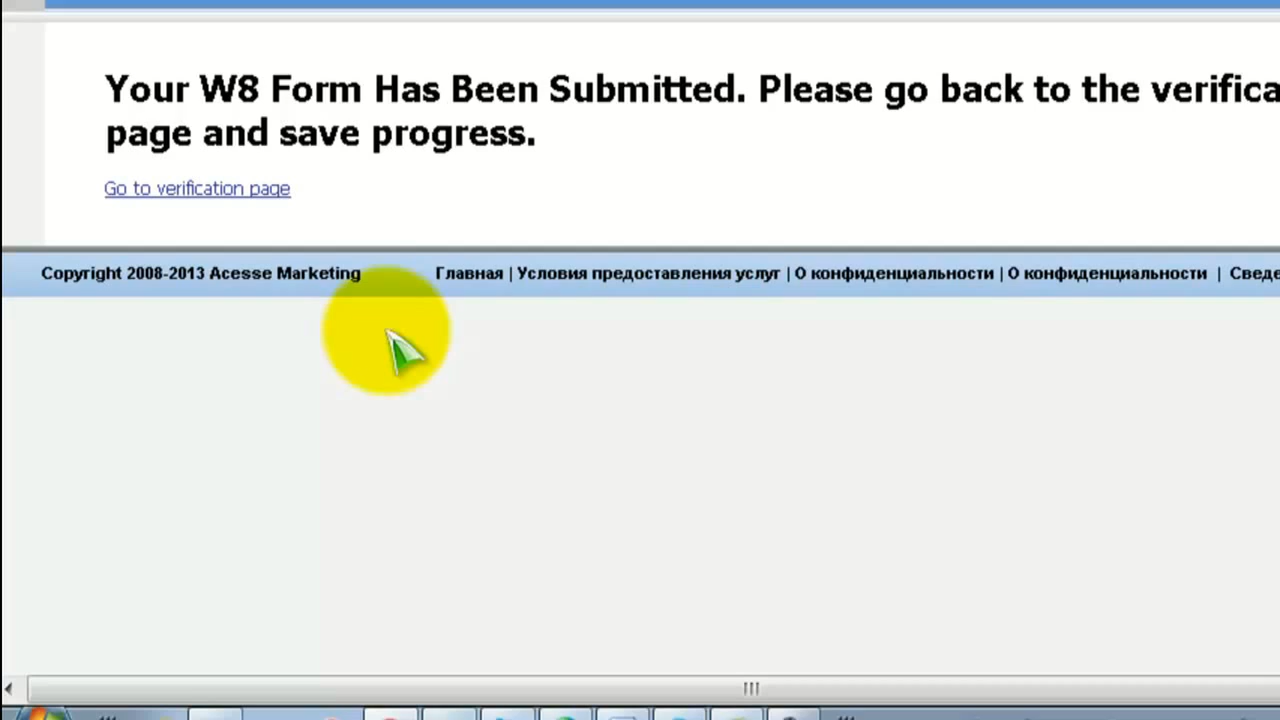 Your W8 Form Has Been Submitted. Please go back to the verifica
page and save progress.
Go to verification page
Copyright 2008-2013 Acesse Marketing Главная | Условия предоставления услуг | О конфиденциальности | О конфиденциальности | Сведе